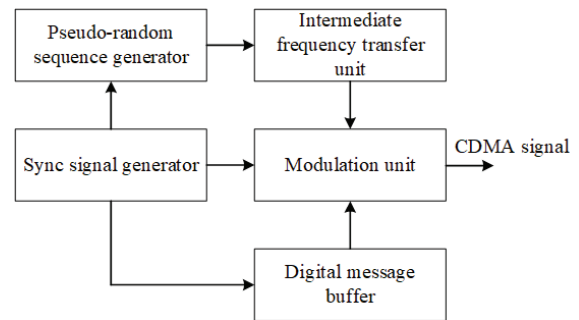 Pseudo-random
sequence generator
Intermediate
frequency transfer
unit
Sync signal generator
Modulation unit
CDMA signal
Digital message
buffer